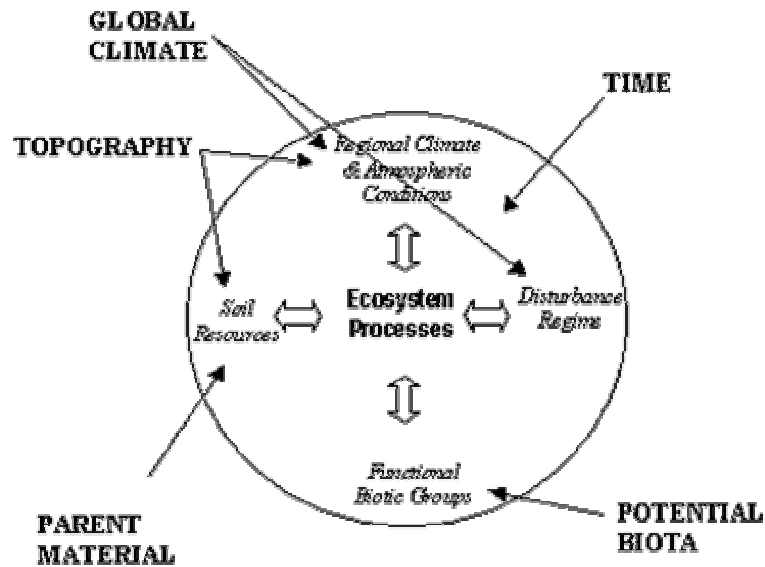 GLOBAL
CLIMATE
TIME
TOPOGRAPHY
Regional Climate
& Atmospheric
Conditions
Soil
Resources
Ecosystem
Processes
Disturbance
Regime
Functional
Biotic Groups
PARENT
MATERIAL
POTENTIAL
BIOTA